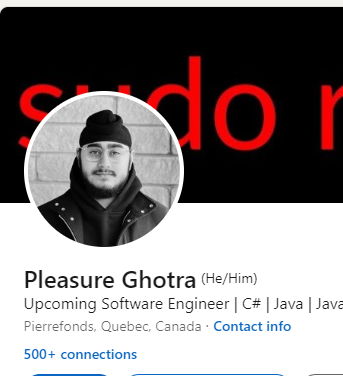 sudo r
Pleasure Ghotra (He/Him)
Upcoming Software Engineer | C# | Java | Java
Pierrefonds, Quebec, Canada · Contact info
500+ connections